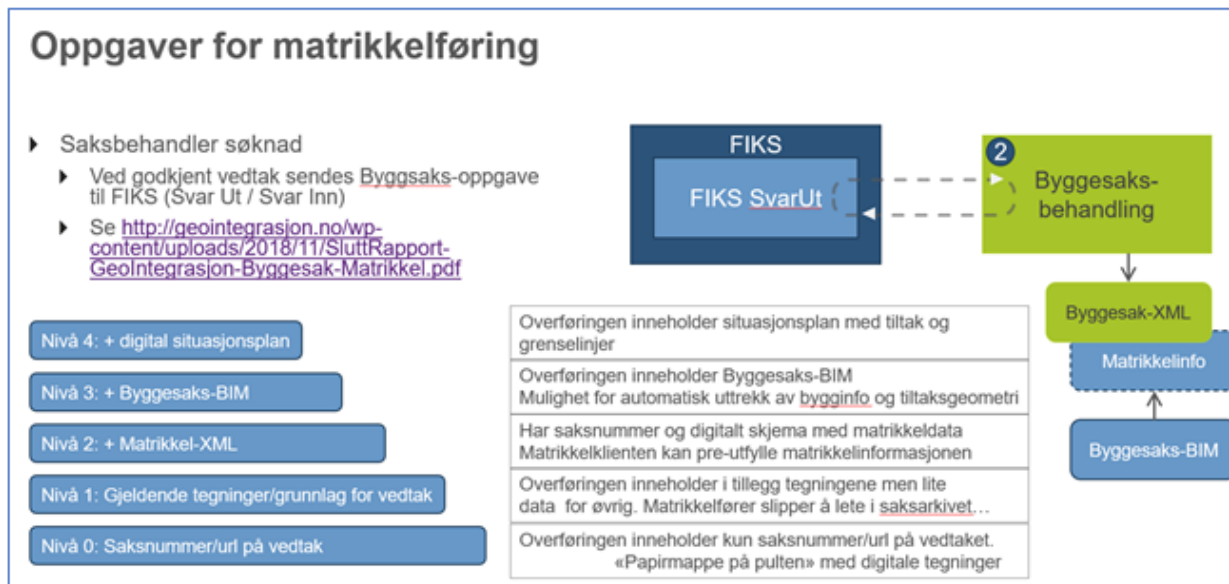 Oppgaver for matrikkelføring
Saksbehandler søknad
Ved godkjent vedtak sendes Byggsaks-oppgave
til FIKS (Svar Ut / Svar Inn)
Se http://geointegrasjon.no/wp-
content/uploads/2018/11/SluttRapport-
GeoIntegrasjon-Byggesak-Matrikkel.pdf
FIKS
FIKS SvarUt
2
Byggesaks-
behandling
Byggesak-XML
Matrikkelinfo
Byggesaks-BIM
Nivå 4: + digital situasjonsplan
Overføringen inneholder situasjonsplan med tiltak og
grenselinjer
Nivå 3: + Byggesaks-BIM
Overføringen inneholder Byggesaks-BIM
Mulighet for automatisk uttrekk av bygginfo og tiltaksgeometri
Nivå 2: + Matrikkel-XML
Har saksnummer og digitalt skjema med matrikkeldata
Matrikkelklienten kan pre-utfylle matrikkelinformasjonen
Nivå 1: Gjeldende tegninger/grunnlag for vedtak
Overføringen inneholder i tillegg tegningene men lite
data for øvrig. Matrikkelfører slipper å lete i saksarkivet…
Nivå 0: Saksnummer/url på vedtak
Overføringen inneholder kun saksnummer/url på vedtaket.
«Papirmappe på pulten» med digitale tegninger